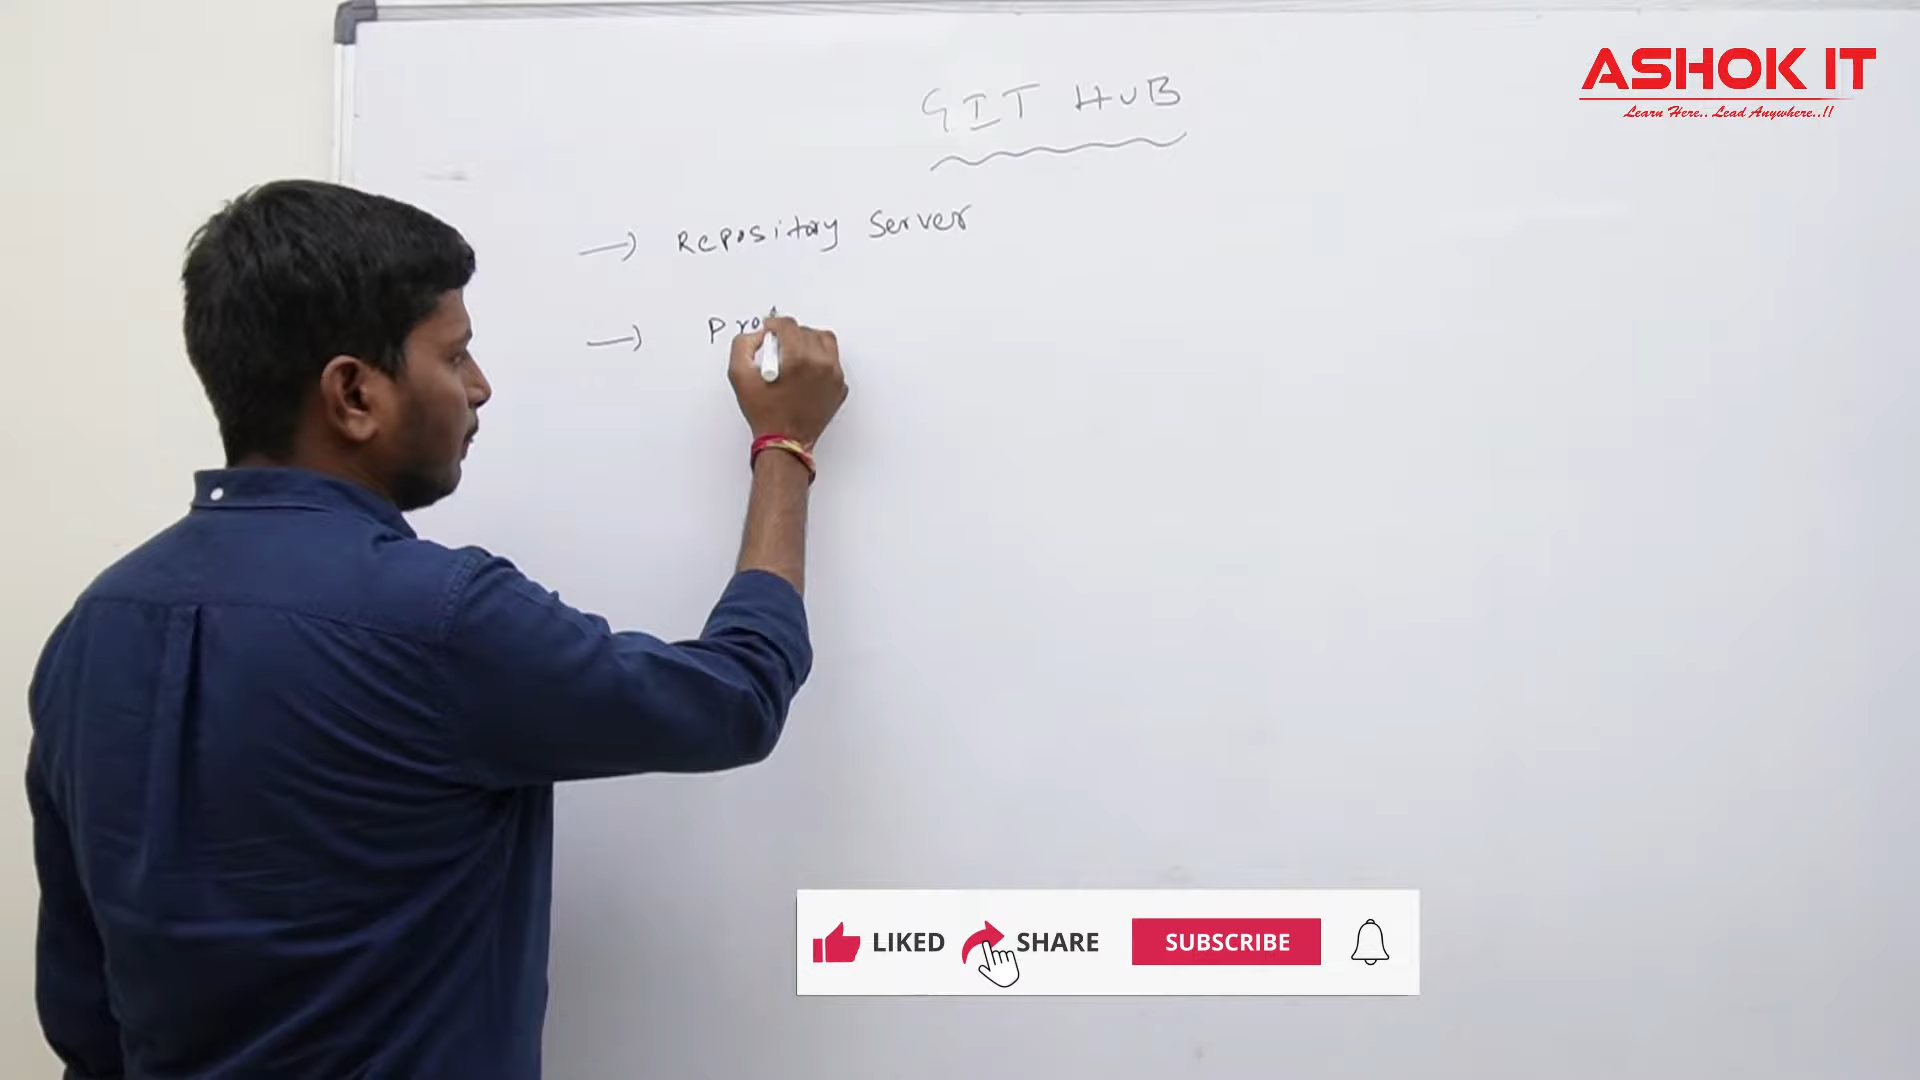 ASHOK IT
Learn Here.. Lead Anywhere..!!
GIT HUB
→ Repository Server
→ Pro
LIKED SHARE SUBSCRIBE